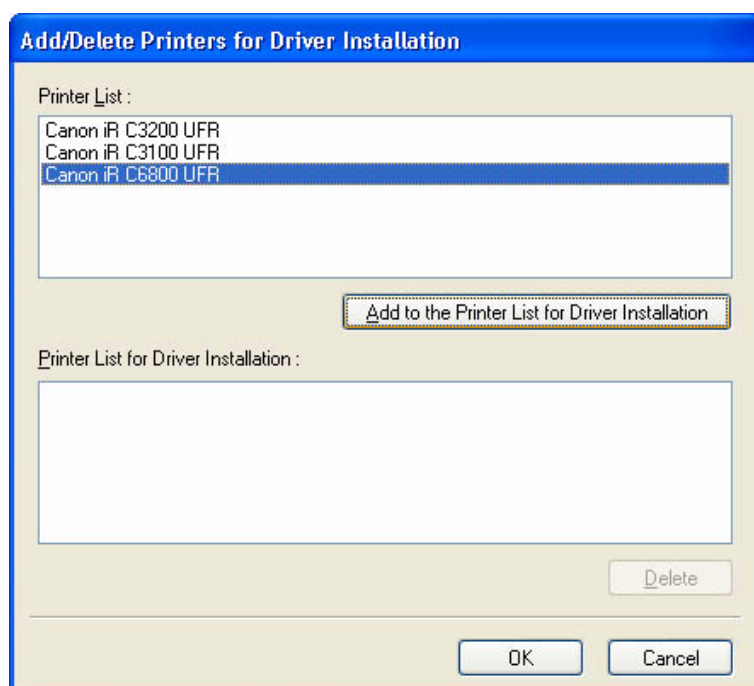 Add/Delete Printers for Driver Installation
Printer List :
Canon iR C3200 UFR
Canon iR C3100 UFR
Canon iR C6800 UFR
Add to the Printer List for Driver Installation
Printer List for Driver Installation :
Delete
OK Cancel